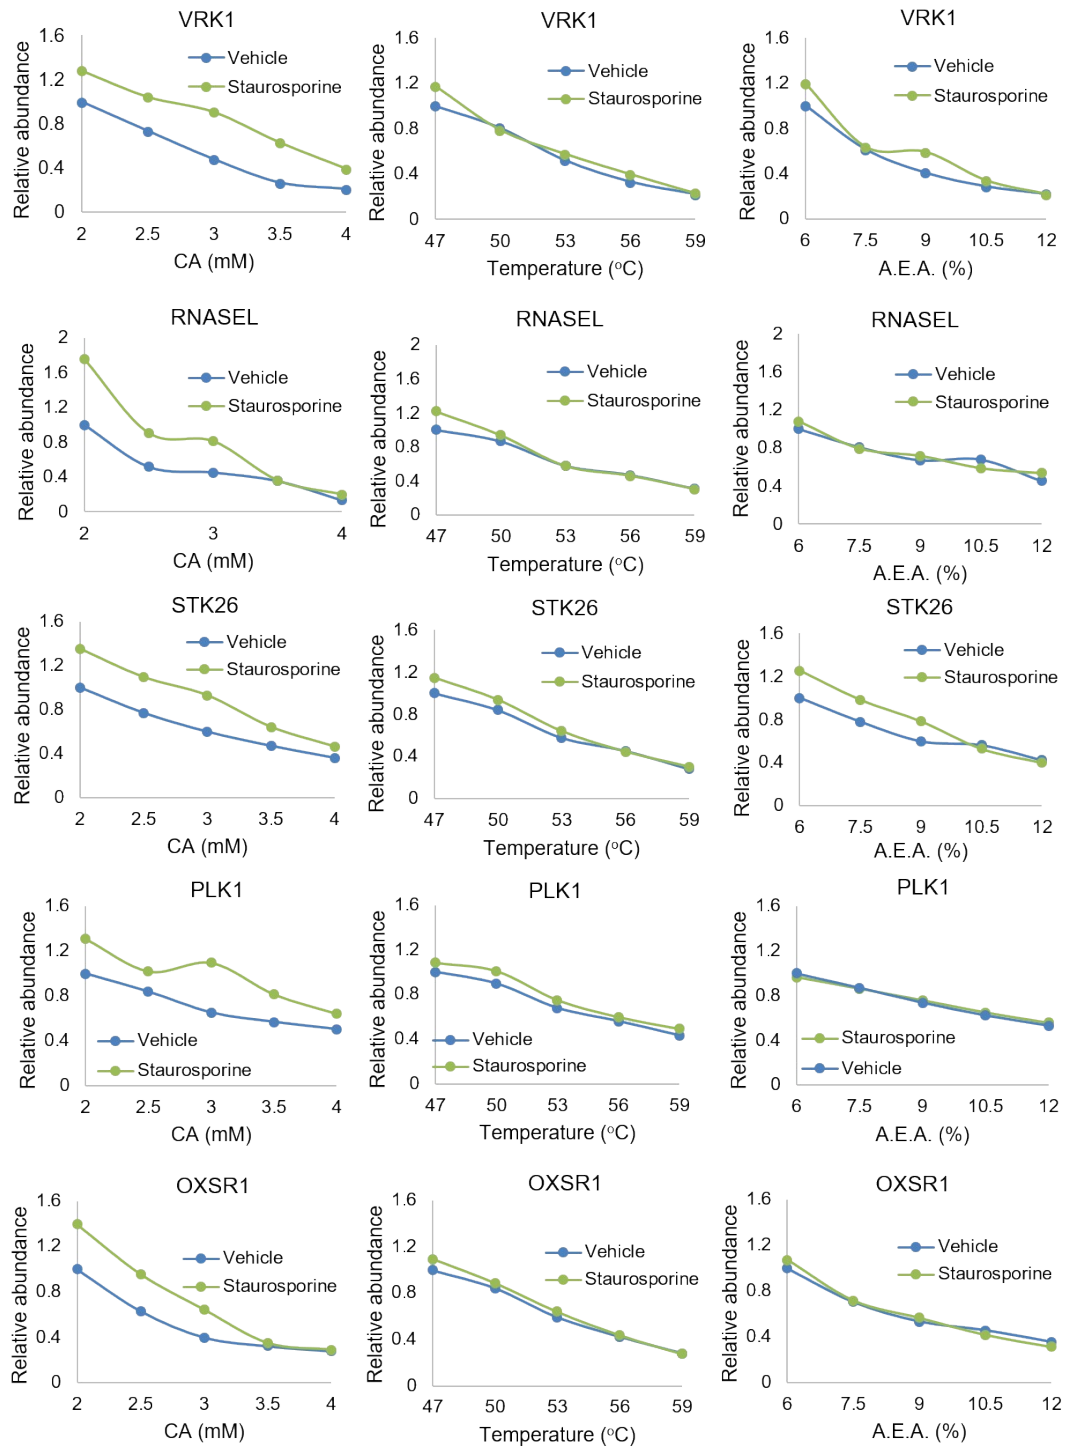 VRK1
Relative abundance
1.6
1.2
0.8
0.4
0
Vehicle
Staurosporine
2 2.5 3 3.5 4
CA (mM)
VRK1
Relative abundance
1.6
1.2
0.8
0.4
0
Vehicle
Staurosporine
47 50 53 56 59
Temperature (°C)
VRK1
Relative abundance
1.6
1.2
0.8
0.4
0
Vehicle
Staurosporine
6 7.5 9 10.5 12
A.E.A. (%)
RNASEL
Relative abundance
2
1.6
1.2
0.8
0.4
0
Vehicle
Staurosporine
2 3 4
CA (mM)
RNASEL
Relative abundance
2
1.6
1.2
0.8
0.4
0
Vehicle
Staurosporine
47 50 53 56 59
Temperature (°C)
RNASEL
Relative abundance
2
1.6
1.2
0.8
0.4
0
Vehicle
Staurosporine
6 7.5 9 10.5 12
A.E.A. (%)
STK26
Relative abundance
1.6
1.2
0.8
0.4
0
Vehicle
Staurosporine
2 2.5 3 3.5 4
CA (mM)
STK26
Relative abundance
1.6
1.2
0.8
0.4
0
Vehicle
Staurosporine
47 50 53 56 59
Temperature (°C)
STK26
Relative abundance
1.6
1.2
0.8
0.4
0
Vehicle
Staurosporine
6 7.5 9 10.5 12
A.E.A. (%)
PLK1
Relative abundance
1.6
1.2
0.8
0.4
0
Vehicle
Staurosporine
2 2.5 3 3.5 4
CA (mM)
PLK1
Relative abundance
1.6
1.2
0.8
0.4
0
Vehicle
Staurosporine
47 50 53 56 59
Temperature (°C)
PLK1
Relative abundance
1.6
1.2
0.8
0.4
0
Staurosporine
Vehicle
6 7.5 9 10.5 12
A.E.A. (%)
OXSR1
Relative abundance
1.6
1.2
0.8
0.4
0
Vehicle
Staurosporine
2 2.5 3 3.5 4
CA (mM)
OXSR1
Relative abundance
1.6
1.2
0.8
0.4
0
Vehicle
Staurosporine
47 50 53 56 59
Temperature (°C)
OXSR1
Relative abundance
1.6
1.2
0.8
0.4
0
Vehicle
Staurosporine
6 7.5 9 10.5 12
A.E.A. (%)